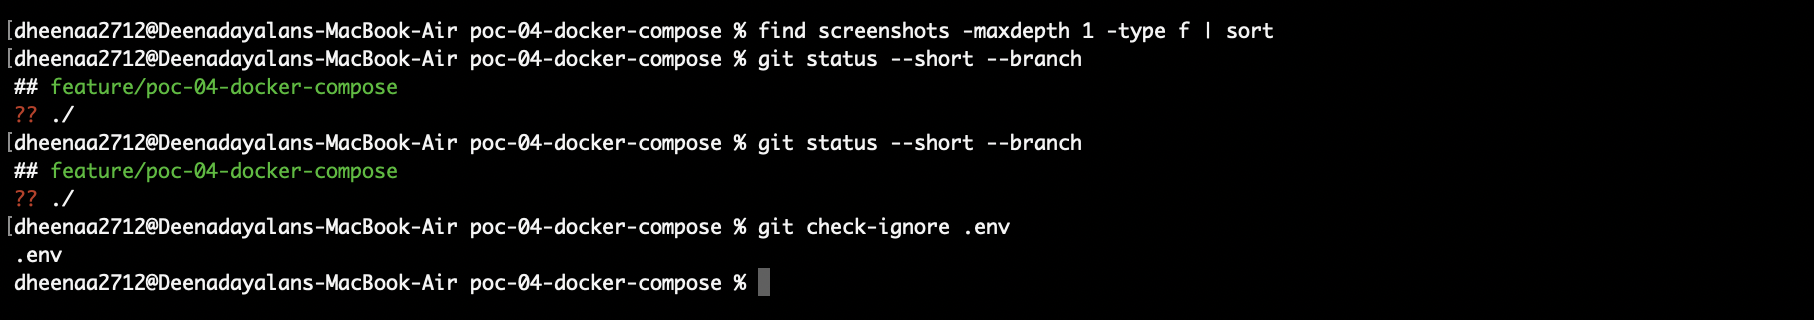 [dheenaa2712@Deenadayalans-MacBook-Air poc-04-docker-compose % find screenshots -maxdepth 1 -type f | sort
[dheenaa2712@Deenadayalans-MacBook-Air poc-04-docker-compose % git status --short --branch
## feature/poc-04-docker-compose
?? ./
[dheenaa2712@Deenadayalans-MacBook-Air poc-04-docker-compose % git status --short --branch
## feature/poc-04-docker-compose
?? ./
[dheenaa2712@Deenadayalans-MacBook-Air poc-04-docker-compose % git check-ignore .env
.env
dheenaa2712@Deenadayalans-MacBook-Air poc-04-docker-compose %